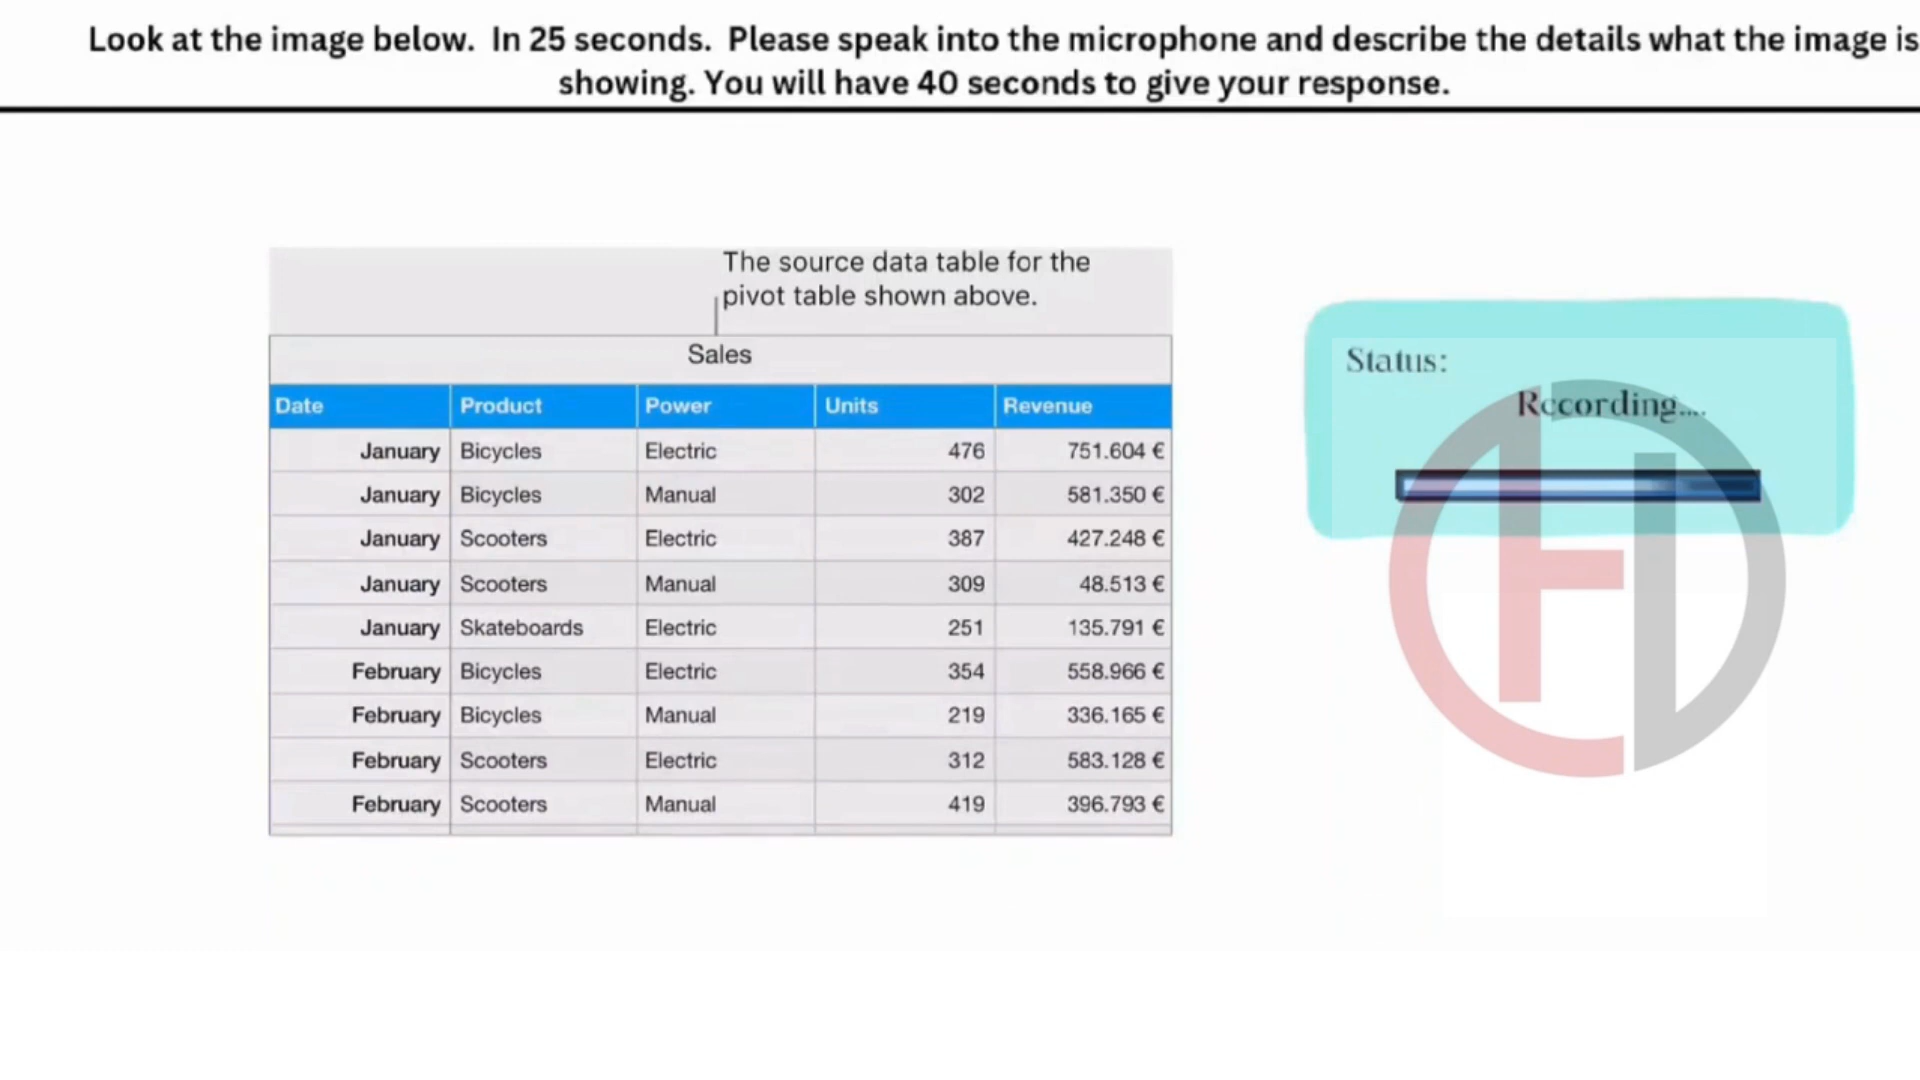 Look at the image below. In 25 seconds. Please speak into the microphone and describe the details what the image is
showing. You will have 40 seconds to give your response.
The source data table for the
pivot table shown above.
Sales
Date Product Power Units Revenue
January Bicycles Electric 476 751.604 €
January Bicycles Manual 302 581.350 €
January Scooters Electric 387 427.248 €
January Scooters Manual 309 48.513 €
January Skateboards Electric 251 135.791 €
February Bicycles Electric 354 558.966 €
February Bicycles Manual 219 336.165 €
February Scooters Electric 312 583.128 €
February Scooters Manual 419 396.793 €
Status:
Recording....